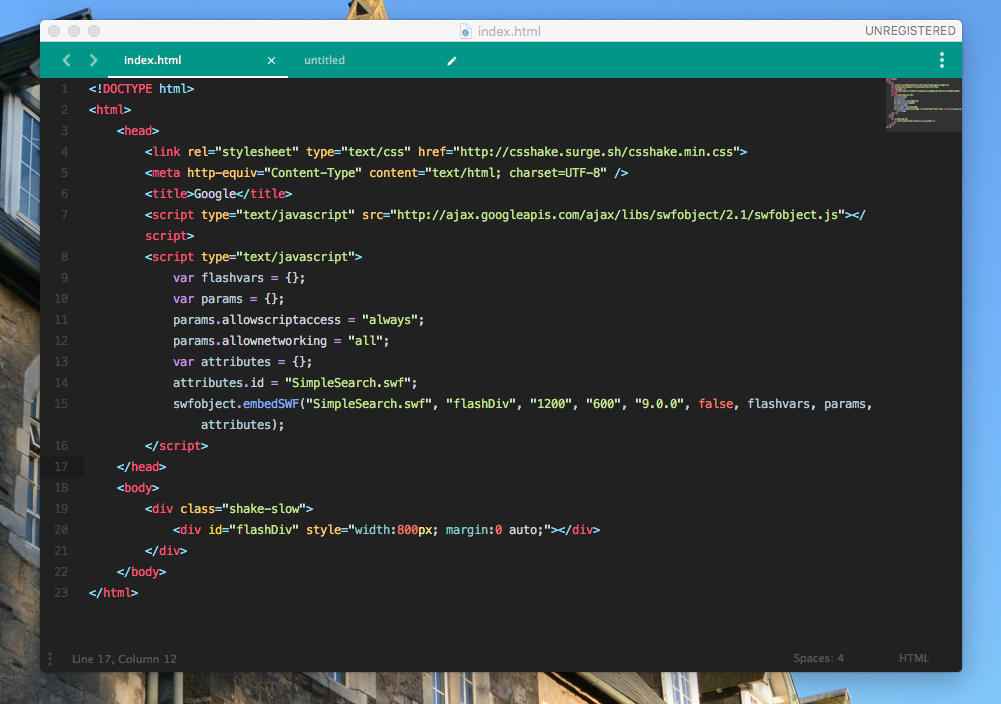 index.html
UNREGISTERED
index.html × untitled
1 <!DOCTYPE html>
2 <html>
3 <head>
4 <link rel="stylesheet" type="text/css" href="http://csshake.surge.sh/csshake.min.css">
5 <meta http-equiv="Content-Type" content="text/html; charset=UTF-8" />
6 <title>Google</title>
7 <script type="text/javascript" src="http://ajax.googleapis.com/ajax/libs/swfobject/2.1/swfobject.js"></
script>
8 <script type="text/javascript">
9 var flashvars = {};
10 var params = {};
11 params.allowscriptaccess = "always";
12 params.allownetworking = "all";
13 var attributes = {};
14 attributes.id = "SimpleSearch.swf";
15 swfobject.embedSWF("SimpleSearch.swf", "flashDiv", "1200", "600", "9.0.0", false, flashvars, params,
attributes);
16 </script>
17 </head>
18 <body>
19 <div class="shake-slow">
20 <div id="flashDiv" style="width:800px; margin:0 auto;"></div>
21 </div>
22 </body>
23 </html>
Line 17, Column 12
Spaces: 4
HTML